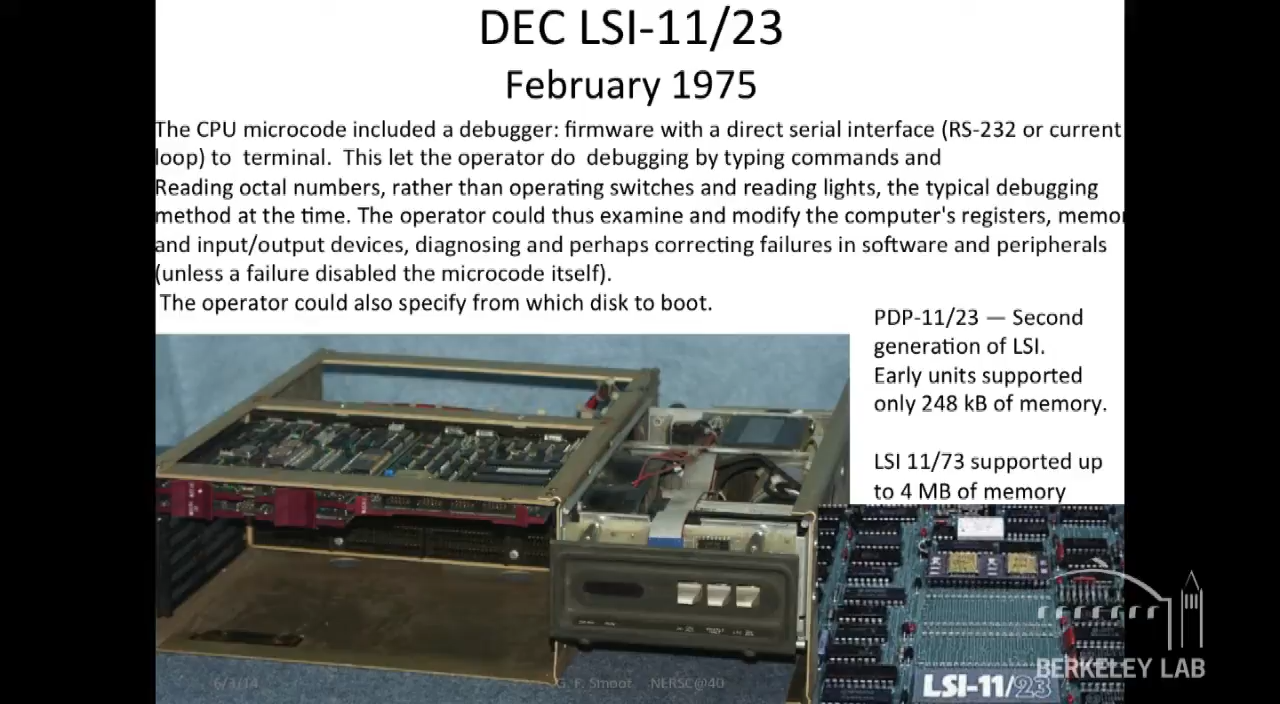 DEC LSI-11/23
February 1975
The CPU microcode included a debugger: firmware with a direct serial interface (RS-232 or current
loop) to terminal. This let the operator do debugging by typing commands and
Reading octal numbers, rather than operating switches and reading lights, the typical debugging
method at the time. The operator could thus examine and modify the computer's registers, memor
and input/output devices, diagnosing and perhaps correcting failures in software and peripherals
(unless a failure disabled the microcode itself).
The operator could also specify from which disk to boot.
PDP-11/23 — Second
generation of LSI.
Early units supported
only 248 kB of memory.
LSI 11/73 supported up
to 4 MB of memory
BERKELEY LAB
LSI-11/23
6/3/14
G. F. Smoot NERSC@40